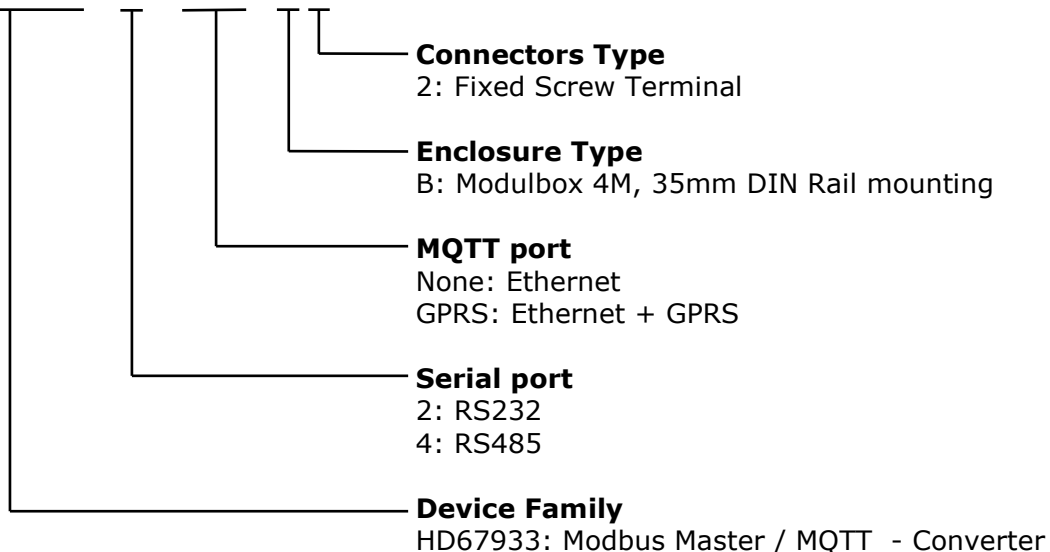 Connectors Type
2: Fixed Screw Terminal
Enclosure Type
B: Modulbox 4M, 35mm DIN Rail mounting
MQTT port
None: Ethernet
GPRS: Ethernet + GPRS
Serial port
2: RS232
4: RS485
Device Family
HD67933: Modbus Master / MQTT - Converter